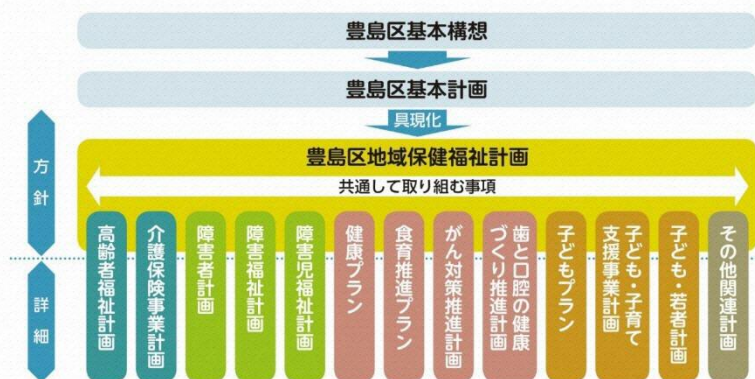 豊島区基本構想
豊島区基本計画
具現化
方針
豊島区地域保健福祉計画
共通して取り組む事項
高齢者福祉計画
介護保険事業計画
障害者計画
障害福祉計画
障害児福祉計画
健康プラン
食育推進プラン
がん対策推進計画
歯と口腔の健康
づくり推進計画
子どもプラン
子ども・子育て
支援事業計画
子ども・若者計画
その他関連計画
詳細